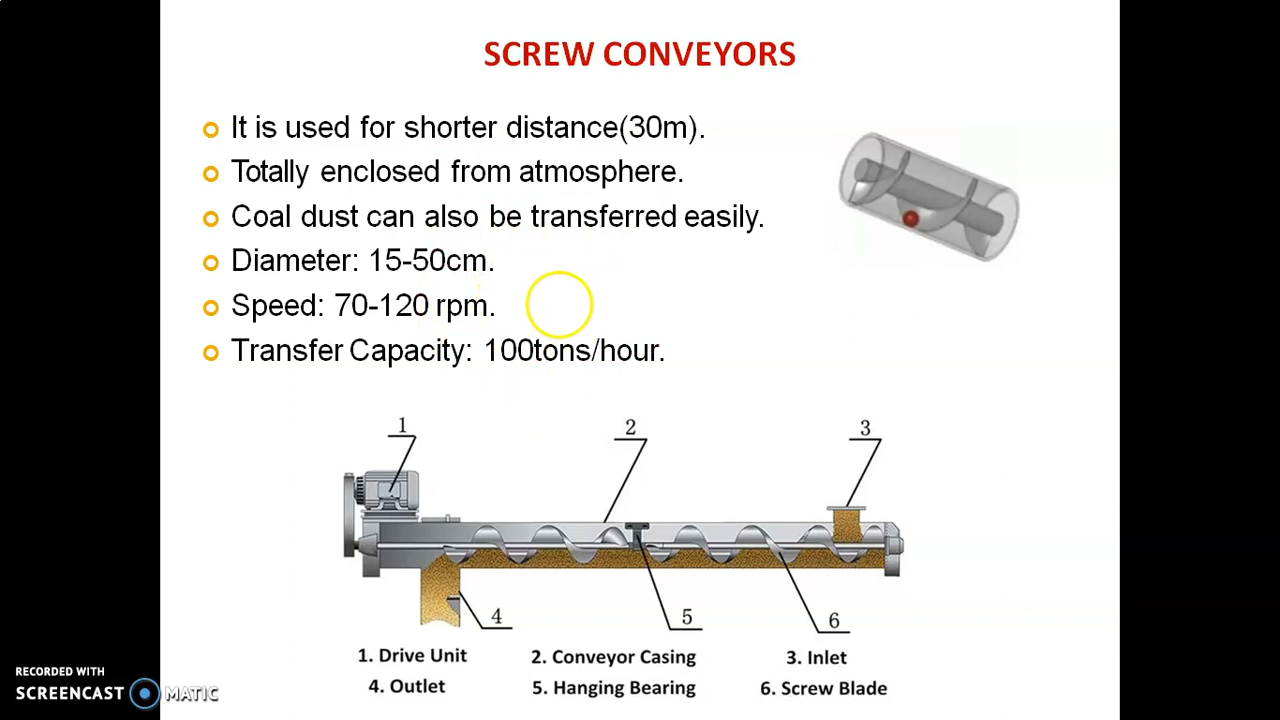 SCREW CONVEYORS
It is used for shorter distance(30m).
Totally enclosed from atmosphere.
Coal dust can also be transferred easily.
Diameter: 15-50cm.
Speed: 70-120 rpm.
Transfer Capacity: 100tons/hour.
1 2 3
4 5 6
1. Drive Unit 2. Conveyor Casing 3. Inlet
4. Outlet 5. Hanging Bearing 6. Screw Blade
RECORDED WITH
SCREENCAST MATIC